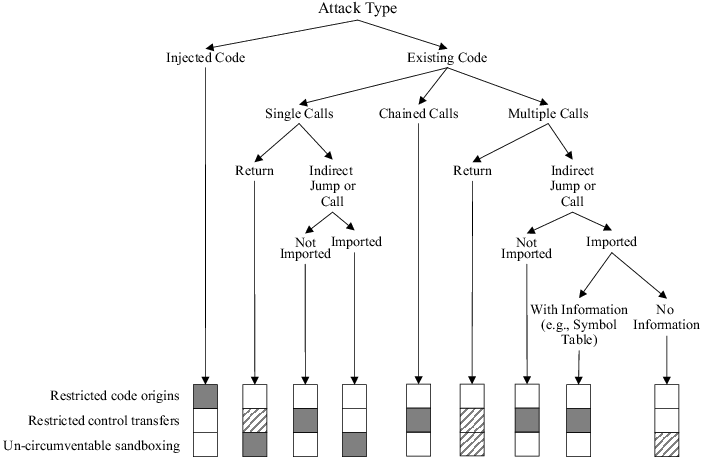 Attack Type
Injected Code
Existing Code
Single Calls
Chained Calls
Multiple Calls
Return
Indirect
Jump or
Call
Return
Indirect
Jump or
Call
Not
Imported
Imported
Not
Imported
Imported
With Information
(e.g., Symbol
Table)
No
Information
Restricted code origins
Restricted control transfers
Un-circumventable sandboxing